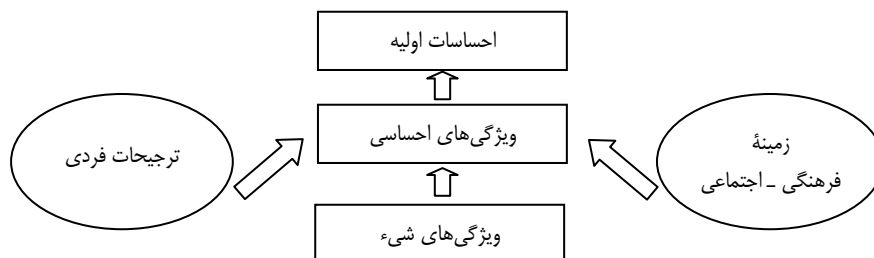 احساسات اولیه
ویژگی‌های احساسی
زمینهٔ
فرهنگی ـ اجتماعی
ترجیحات فردی
ویژگی‌های شیء